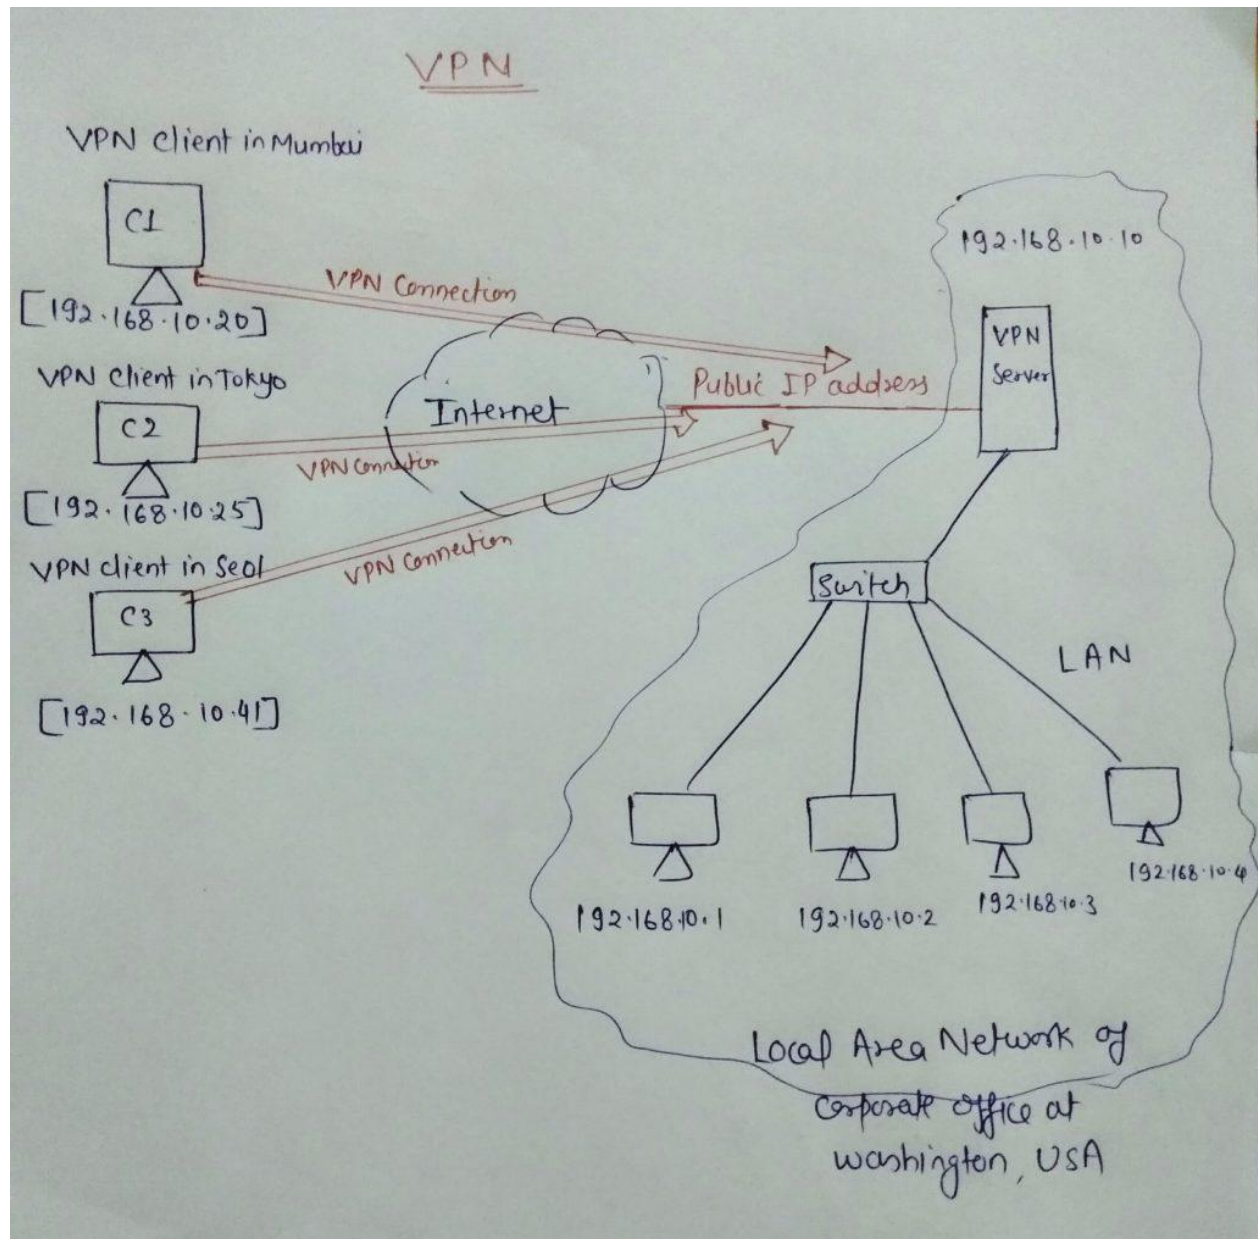 VPN
VPN Client in Mumbai
C1
[192.168.10.20]
VPN Connection
VPN Client in Tokyo
C2
[192.168.10.25]
VPN Connection
VPN client in Seol
C3
[192.168.10.41]
VPN Connection
Internet
Public IP address
192.168.10.10
VPN
Server
Switch
LAN
192.168.10.1
192.168.10.2
192.168.10.3
192.168.10.4
Local Area Network of
Corporate office at
washington, USA